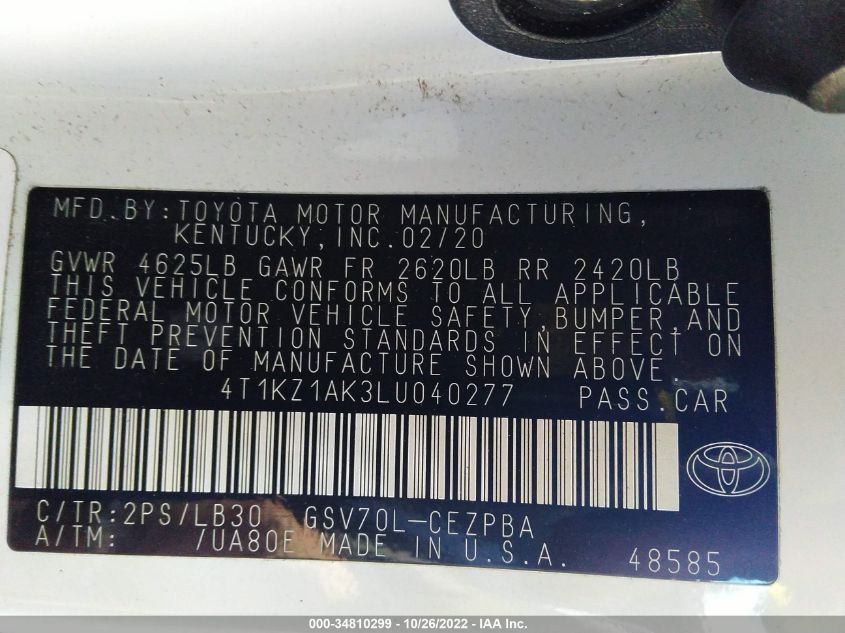 MFD.BY:TOYOTA MOTOR MANUFACTURING,
KENTUCKY,INC.02/20
GVWR 4625LB GAWR FR 2620LB RR 2420LB
THIS VEHICLE CONFORMS TO ALL APPLICABLE
FEDERAL MOTOR VEHICLE SAFETY,BUMPER,AND
THEFT PREVENTION STANDARDS IN EFFECT ON
THE DATE OF MANUFACTURE SHOWN ABOVE.
4T1KZ1AK3LU040277 PASS.CAR
C/TR:2PS/LB30 GSV70L-CEZPBA
A/TM: /UA80E MADE IN U.S.A. 48585
000-34810299 - 10/26/2022 - IAA Inc.